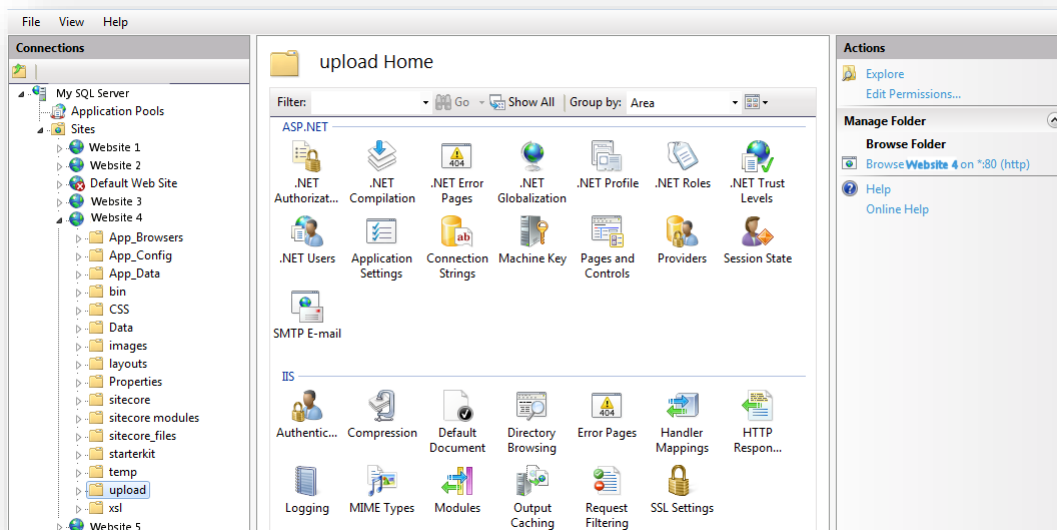 File View Help
Connections
My SQL Server
Application Pools
Sites
Website 1
Website 2
Default Web Site
Website 3
Website 4
App_Browsers
App_Config
App_Data
bin
CSS
Data
images
layouts
Properties
sitecore
sitecore modules
sitecore_files
starterkit
temp
upload
xsl
Website 5
upload Home
Filter: Go Show All Group by: Area
ASP.NET
.NET Authorizat...
.NET Compilation
.NET Error Pages
.NET Globalization
.NET Profile
.NET Roles
.NET Trust Levels
.NET Users
Application Settings
Connection Strings
Machine Key
Pages and Controls
Providers
Session State
SMTP E-mail
IIS
Authentic...
Compression
Default Document
Directory Browsing
Error Pages
Handler Mappings
HTTP Respon...
Logging
MIME Types
Modules
Output Caching
Request Filtering
SSL Settings
Actions
Explore
Edit Permissions...
Manage Folder
Browse Folder
Browse Website 4 on *:80 (http)
Help
Online Help